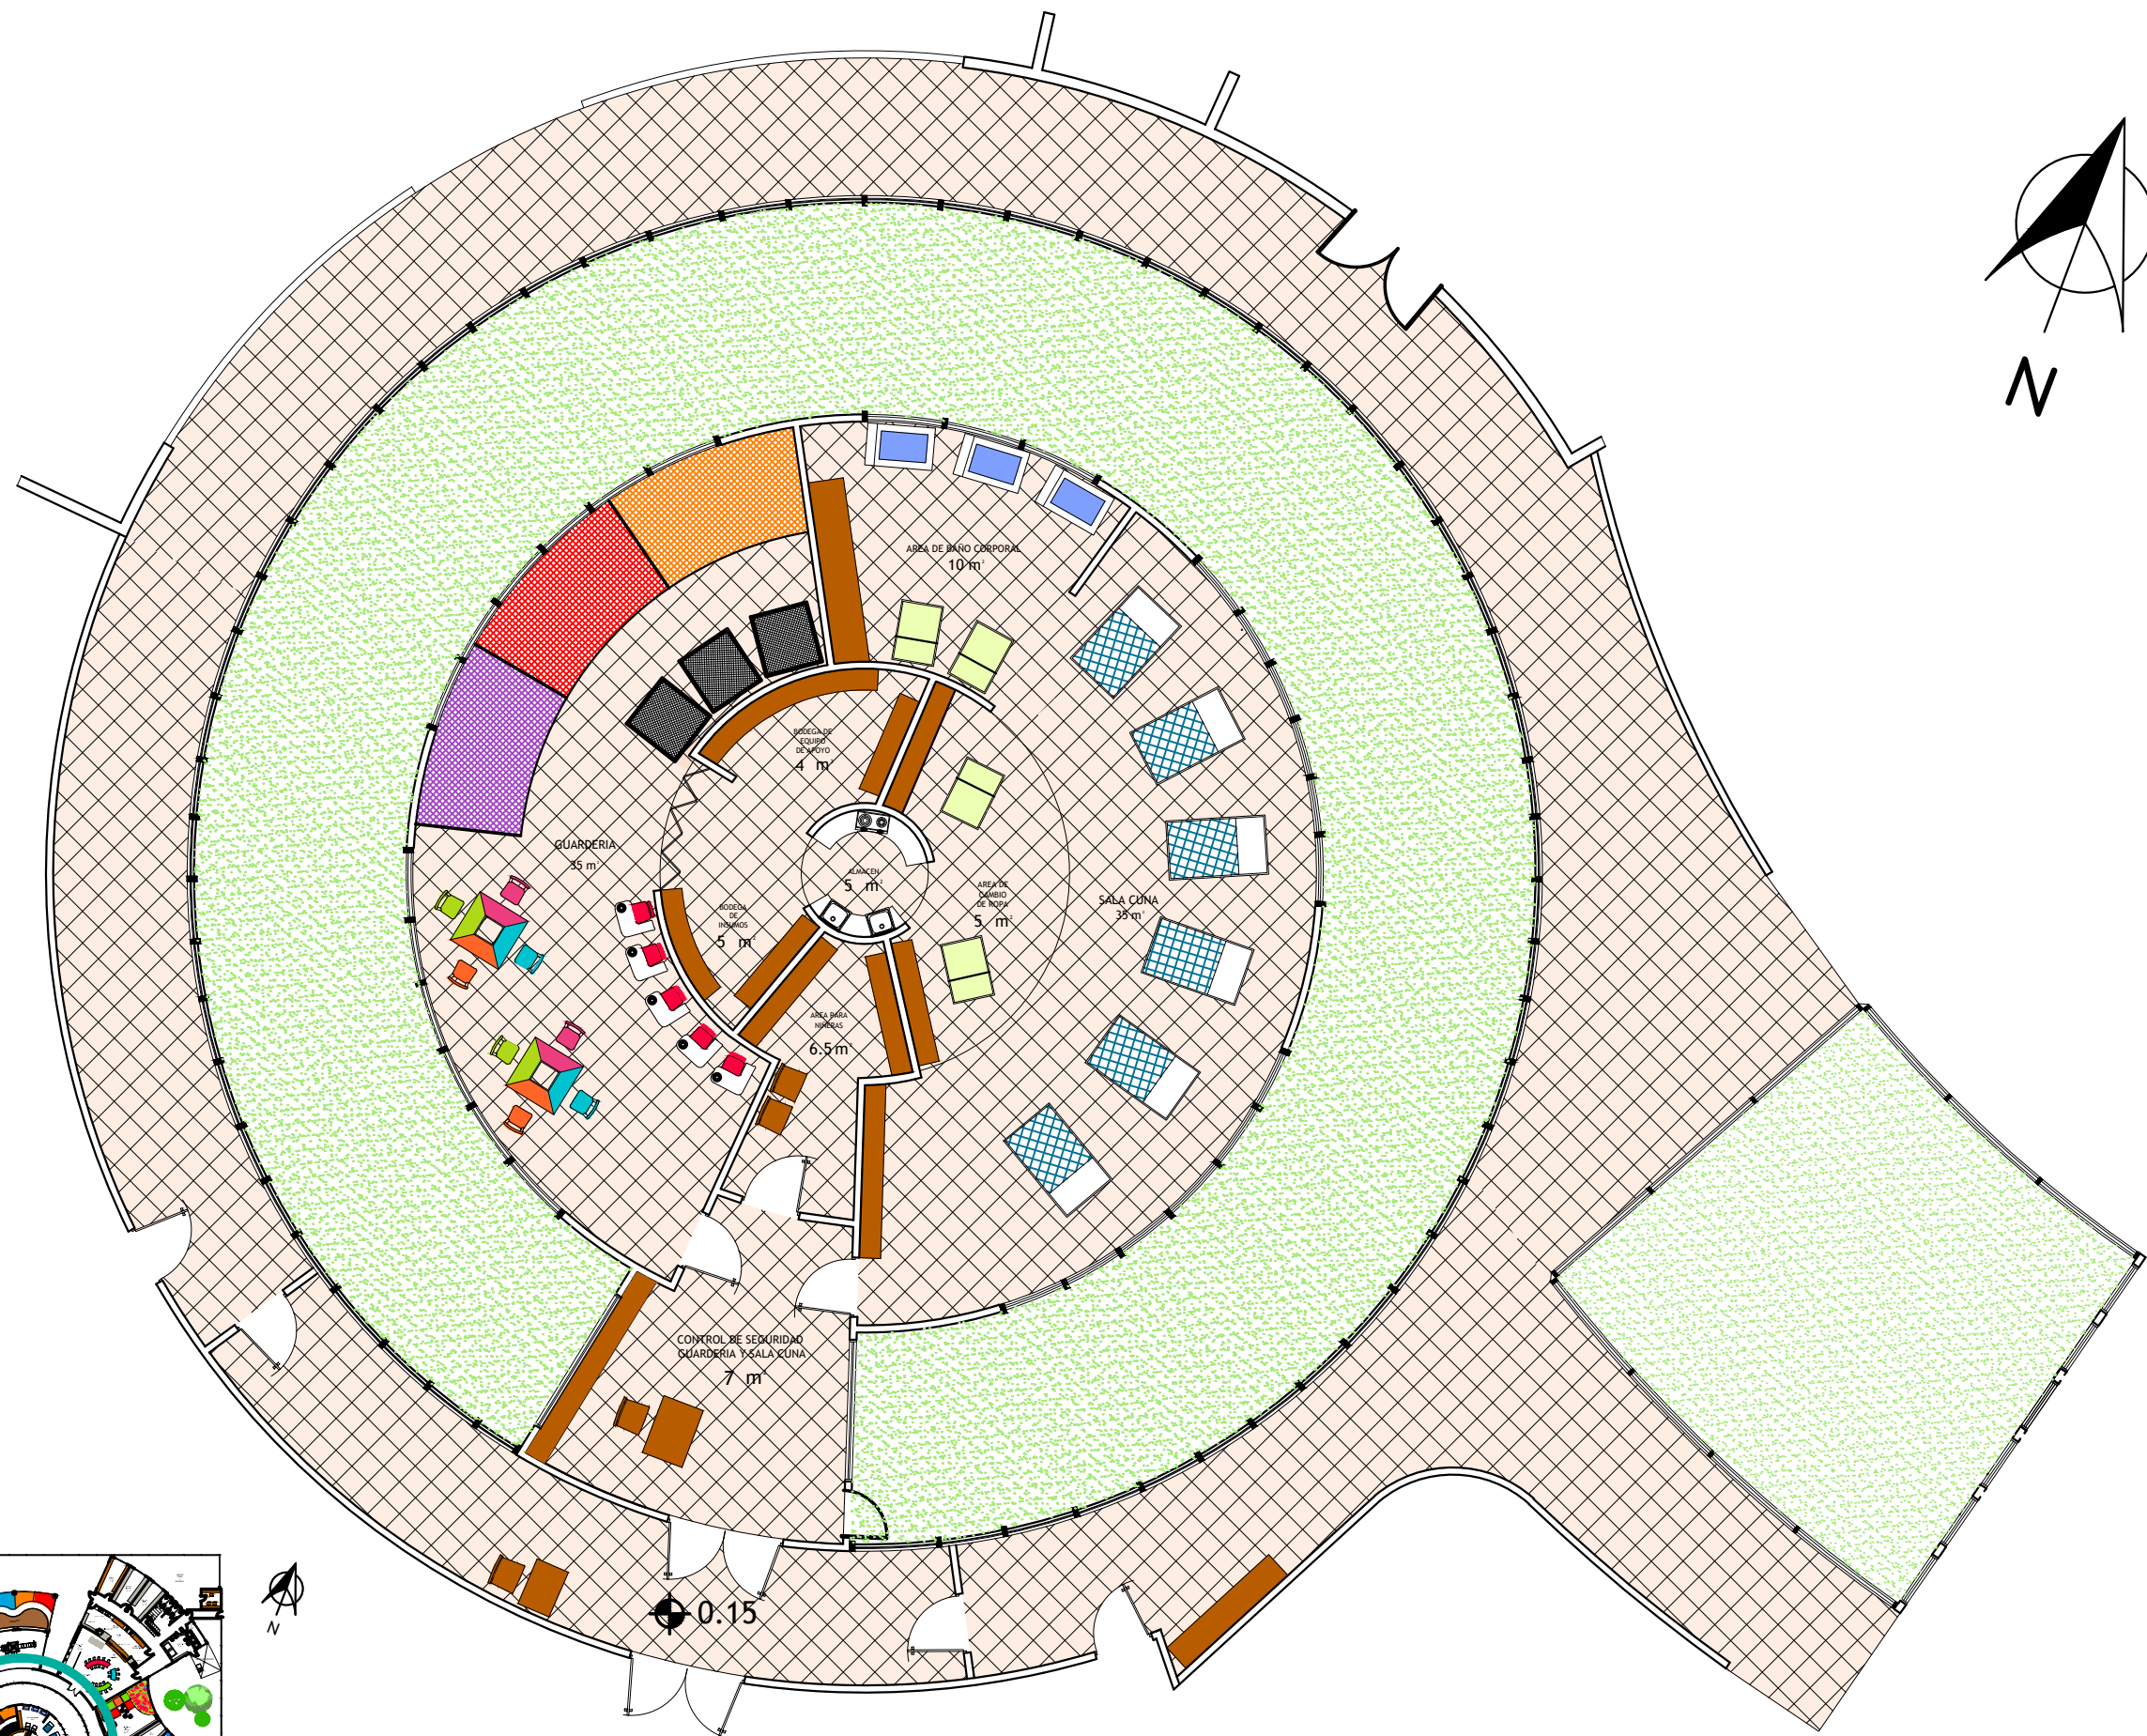 N
AREA DE BAÑO CORPORAL
10 m²
BODEGA DE
EQUIPO
DE APOYO
4 m
GUARDERIA
35 m²
ALMACEN
5 m²
AREA DE
CAMBIO
DE ROPA
5 m²
SALA CUNA
35 m²
BODEGA
DE
INSUMOS
5 m²
AREA PARA
NIÑERAS
6.5 m²
CONTROL DE SEGURIDAD
GUARDERIA Y SALA CUNA
7 m²
0.15
N